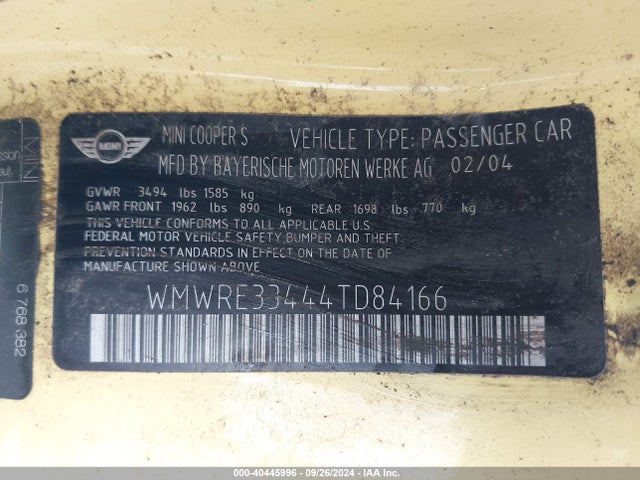 MINI
MINI COOPER S VEHICLE TYPE: PASSENGER CAR
MFD BY BAYERISCHE MOTOREN WERKE AG 02/04
GVWR 3494 lbs 1585 kg
GAWR FRONT 1962 lbs 890 kg REAR 1698 lbs 770 kg
THIS VEHICLE CONFORMS TO ALL APPLICABLE U.S.
FEDERAL MOTOR VEHICLE SAFETY, BUMPER AND THEFT
PREVENTION STANDARDS IN EFFECT ON THE DATE OF
MANUFACTURE SHOWN ABOVE.
WMWRE33444TD84166
MINI
6 768 382
000-40445996 - 09/26/2024 - IAA Inc.